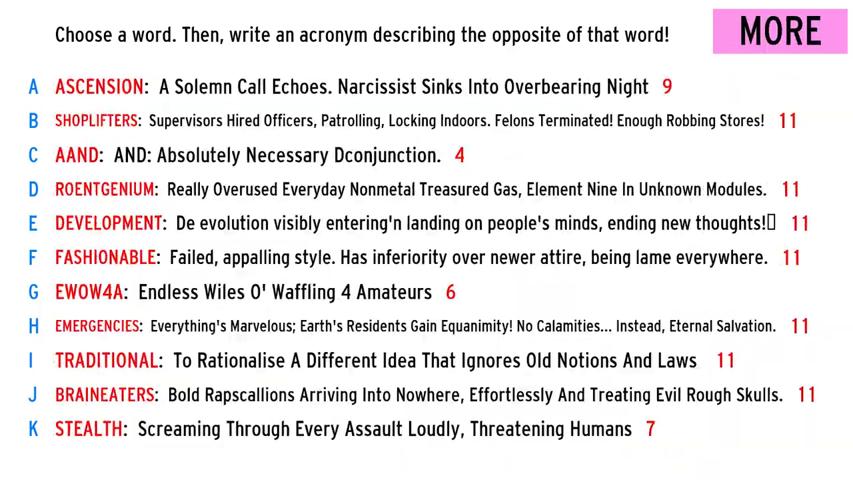 Choose a word. Then, write an acronym describing the opposite of that word!
MORE
A ASCENSION: A Solemn Call Echoes. Narcissist Sinks Into Overbearing Night 9
B SHOPLIFTERS: Supervisors Hired Officers, Patrolling, Locking Indoors. Felons Terminated! Enough Robbing Stores! 11
C AAND: AND: Absolutely Necessary Dconjunction. 4
D ROENTGENIUM: Really Overused Everyday Nonmetal Treasured Gas, Element Nine In Unknown Modules. 11
E DEVELOPMENT: De evolution visibly entering'n landing on people's minds, ending new thoughts!▯ 11
F FASHIONABLE: Failed, appalling style. Has inferiority over newer attire, being lame everywhere. 11
G EWOW4A: Endless Wiles O' Waffling 4 Amateurs 6
H EMERGENCIES: Everything's Marvelous; Earth's Residents Gain Equanimity! No Calamities... Instead, Eternal Salvation. 11
I TRADITIONAL: To Rationalise A Different Idea That Ignores Old Notions And Laws 11
J BRAINEATERS: Bold Rapscallions Arriving Into Nowhere, Effortlessly And Treating Evil Rough Skulls. 11
K STEALTH: Screaming Through Every Assault Loudly, Threatening Humans 7